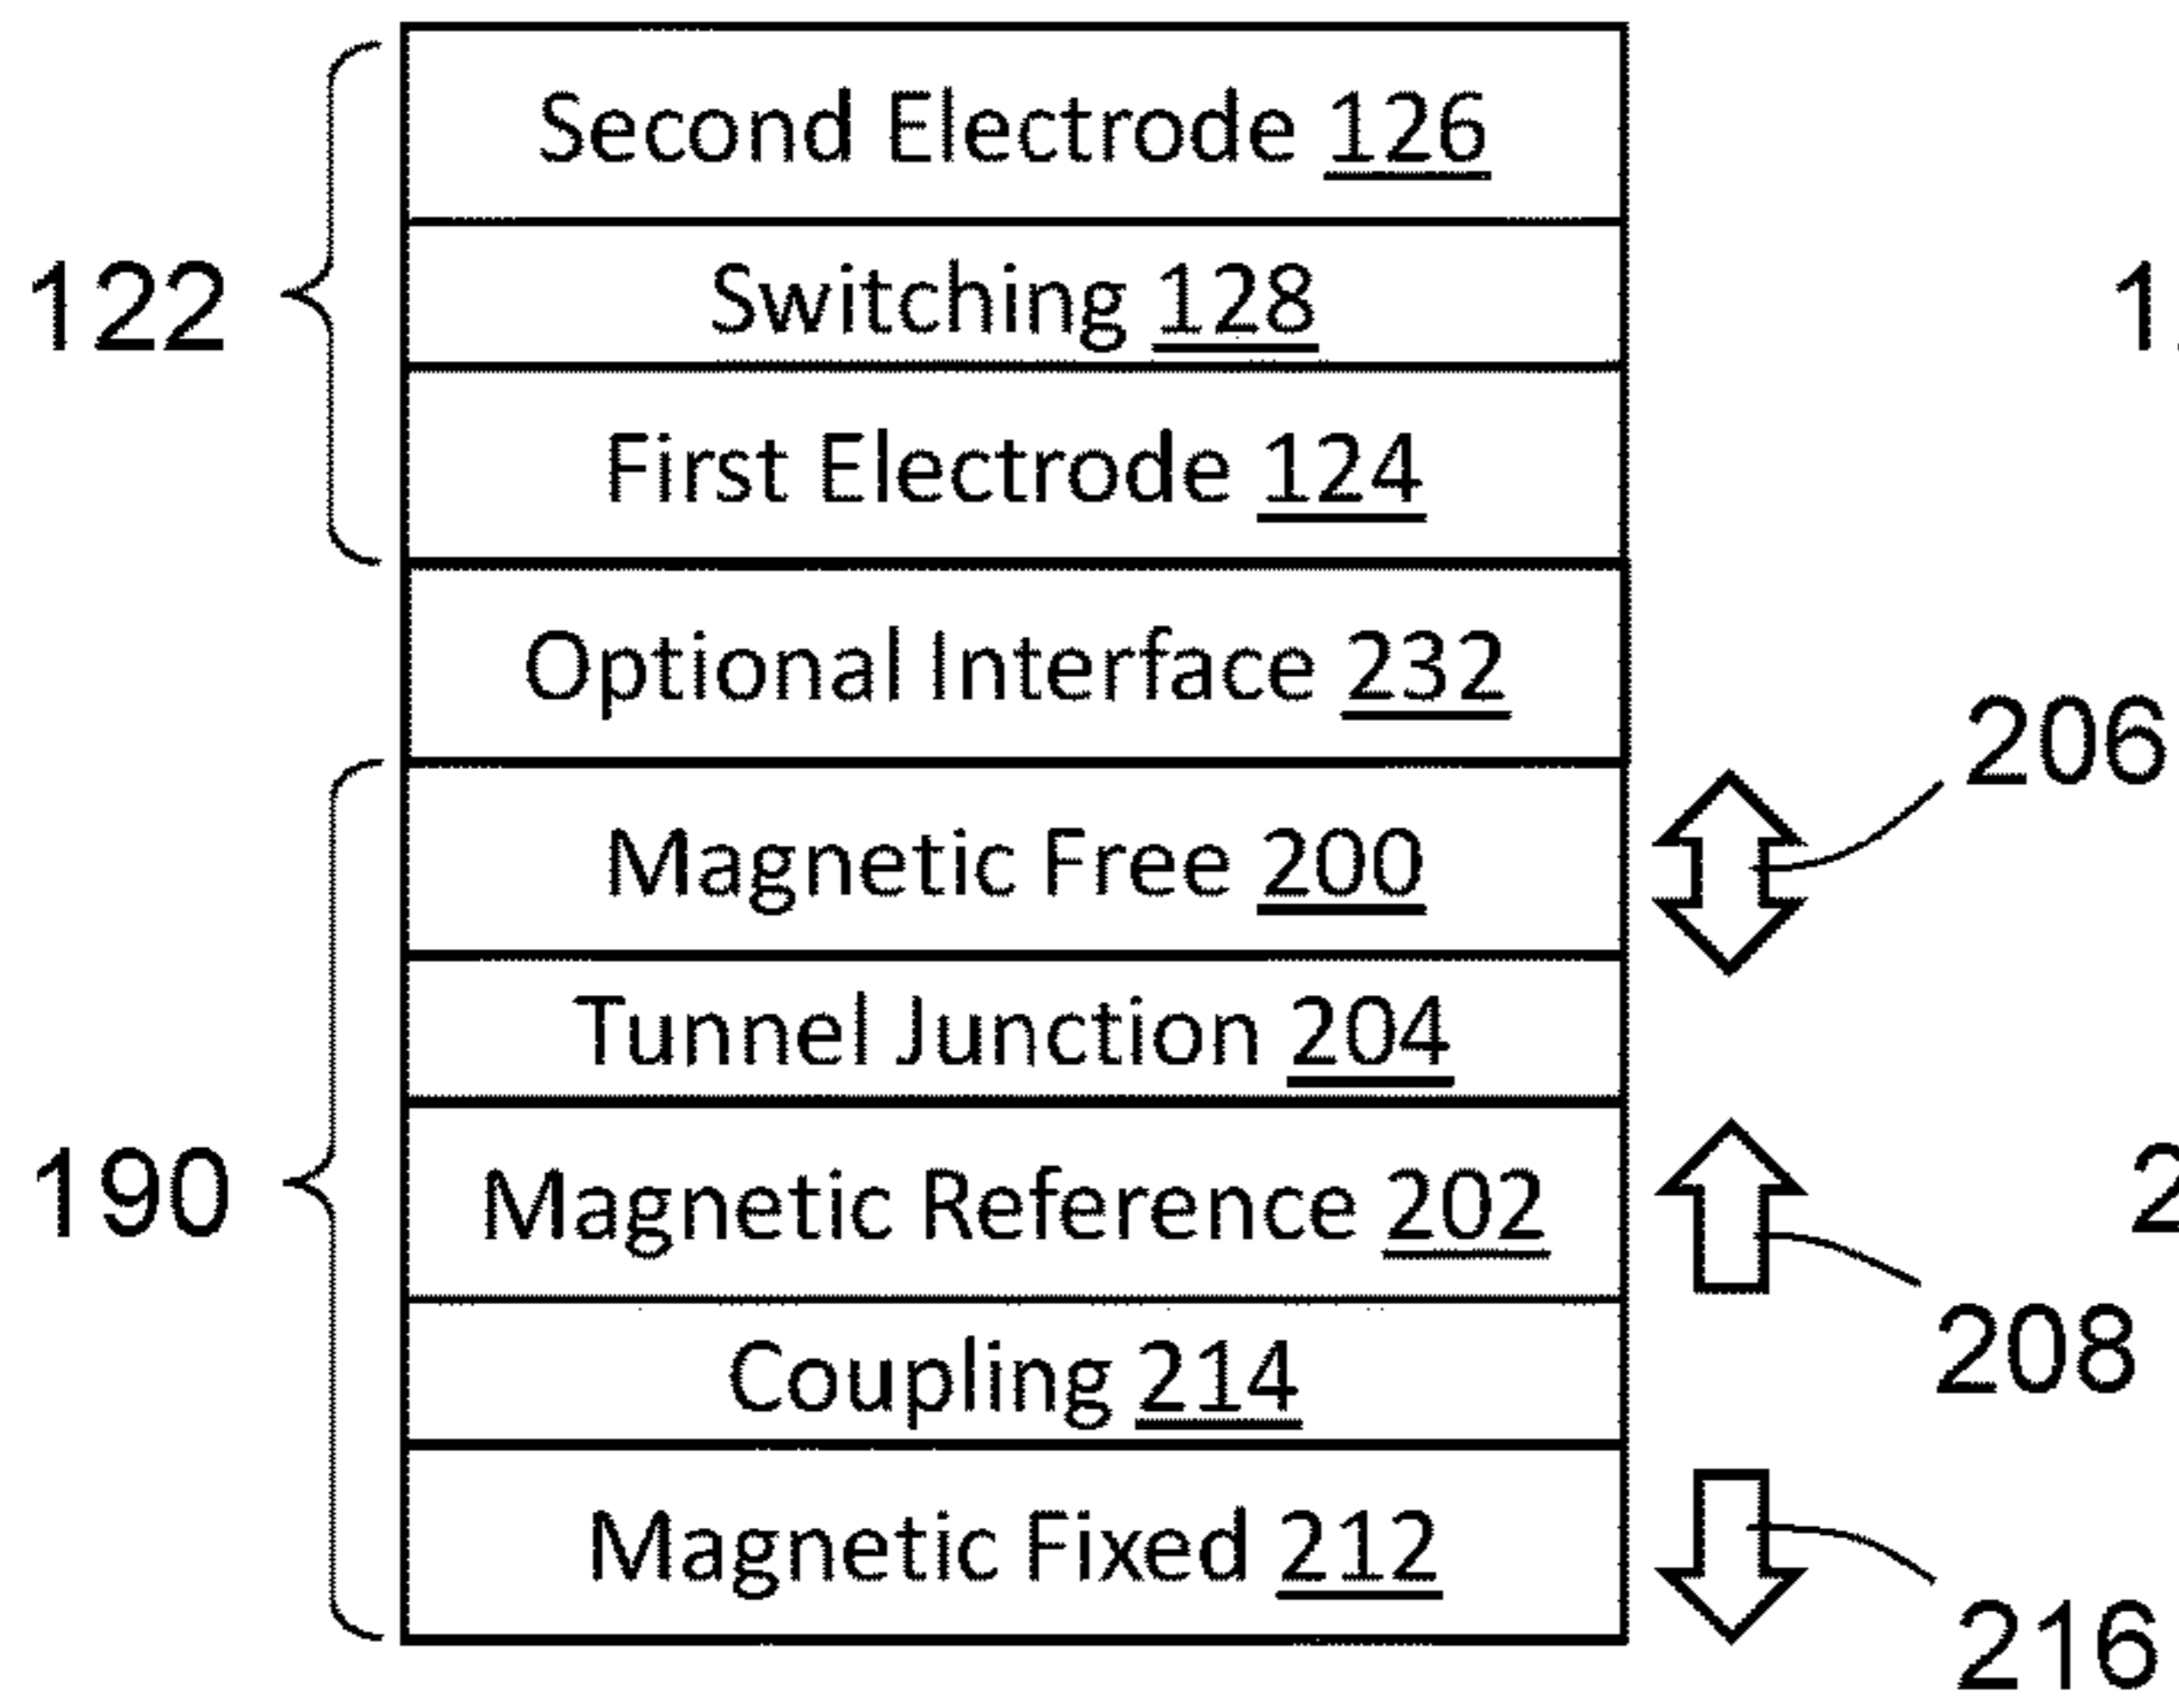 Second Electrode 126
122
Switching 128
First Electrode 124
Optional Interface 232
206
Magnetic Free 200
Tunnel Junction 204
190
Magnetic Reference 202
208
Coupling 214
Magnetic Fixed 212
216